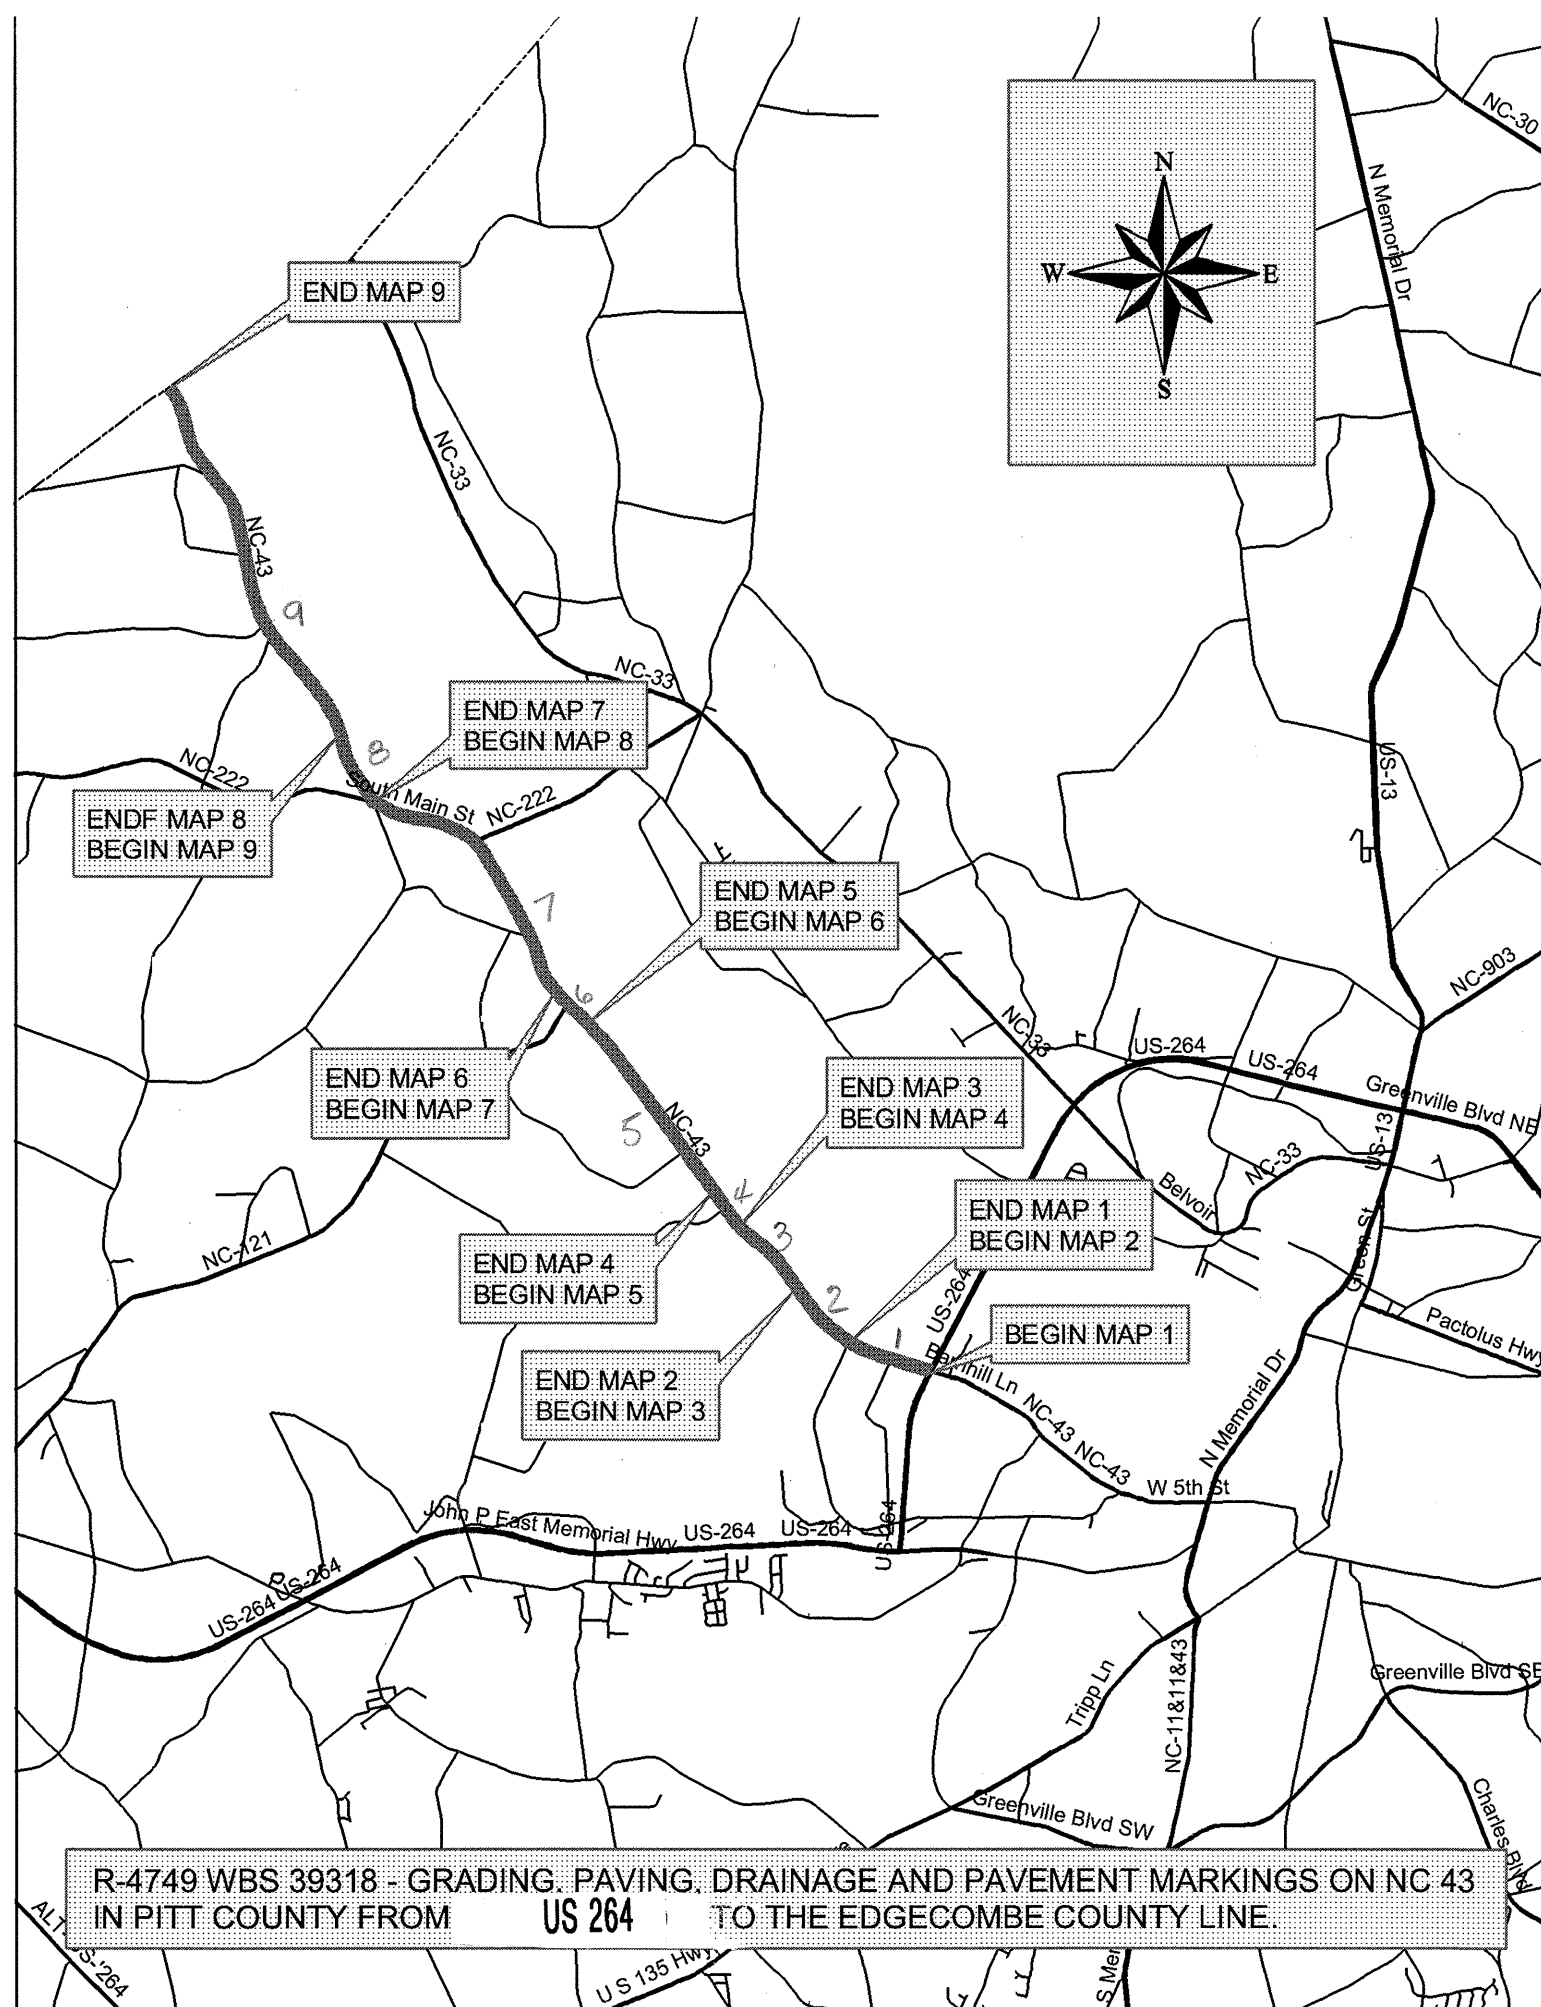 NC-30
N Memorial Dr
N
W
E
S
END MAP 9
NC-33
NC-43
9
NC-33
END MAP 7
BEGIN MAP 8
8
NC-222
South Main St
NC-222
US-13
ENDF MAP 8
BEGIN MAP 9
END MAP 5
BEGIN MAP 6
7
6
NC-903
NC-33
US-264
US-264
Greenville Blvd NE
END MAP 6
BEGIN MAP 7
END MAP 3
BEGIN MAP 4
5
NC-43
US-13
NC-33
Belvoir
4
END MAP 1
BEGIN MAP 2
3
Green St
NC-121
END MAP 4
BEGIN MAP 5
2
US-264
1
BEGIN MAP 1
Pactolus Hwy
END MAP 2
BEGIN MAP 3
Barnhill Ln
NC-43
NC-43
N Memorial Dr
W 5th St
John P East Memorial Hwy
US-264
US-264
US-264
US-264
US-264
Tripp Ln
NC-11&11&43
Greenville Blvd SE
Greenville Blvd SW
Charles Blvd
R-4749 WBS 39318 - GRADING, PAVING, DRAINAGE AND PAVEMENT MARKINGS ON NC 43
IN PITT COUNTY FROM US 264 TO THE EDGECOMBE COUNTY LINE.
U S 135 Hwy
S Mer